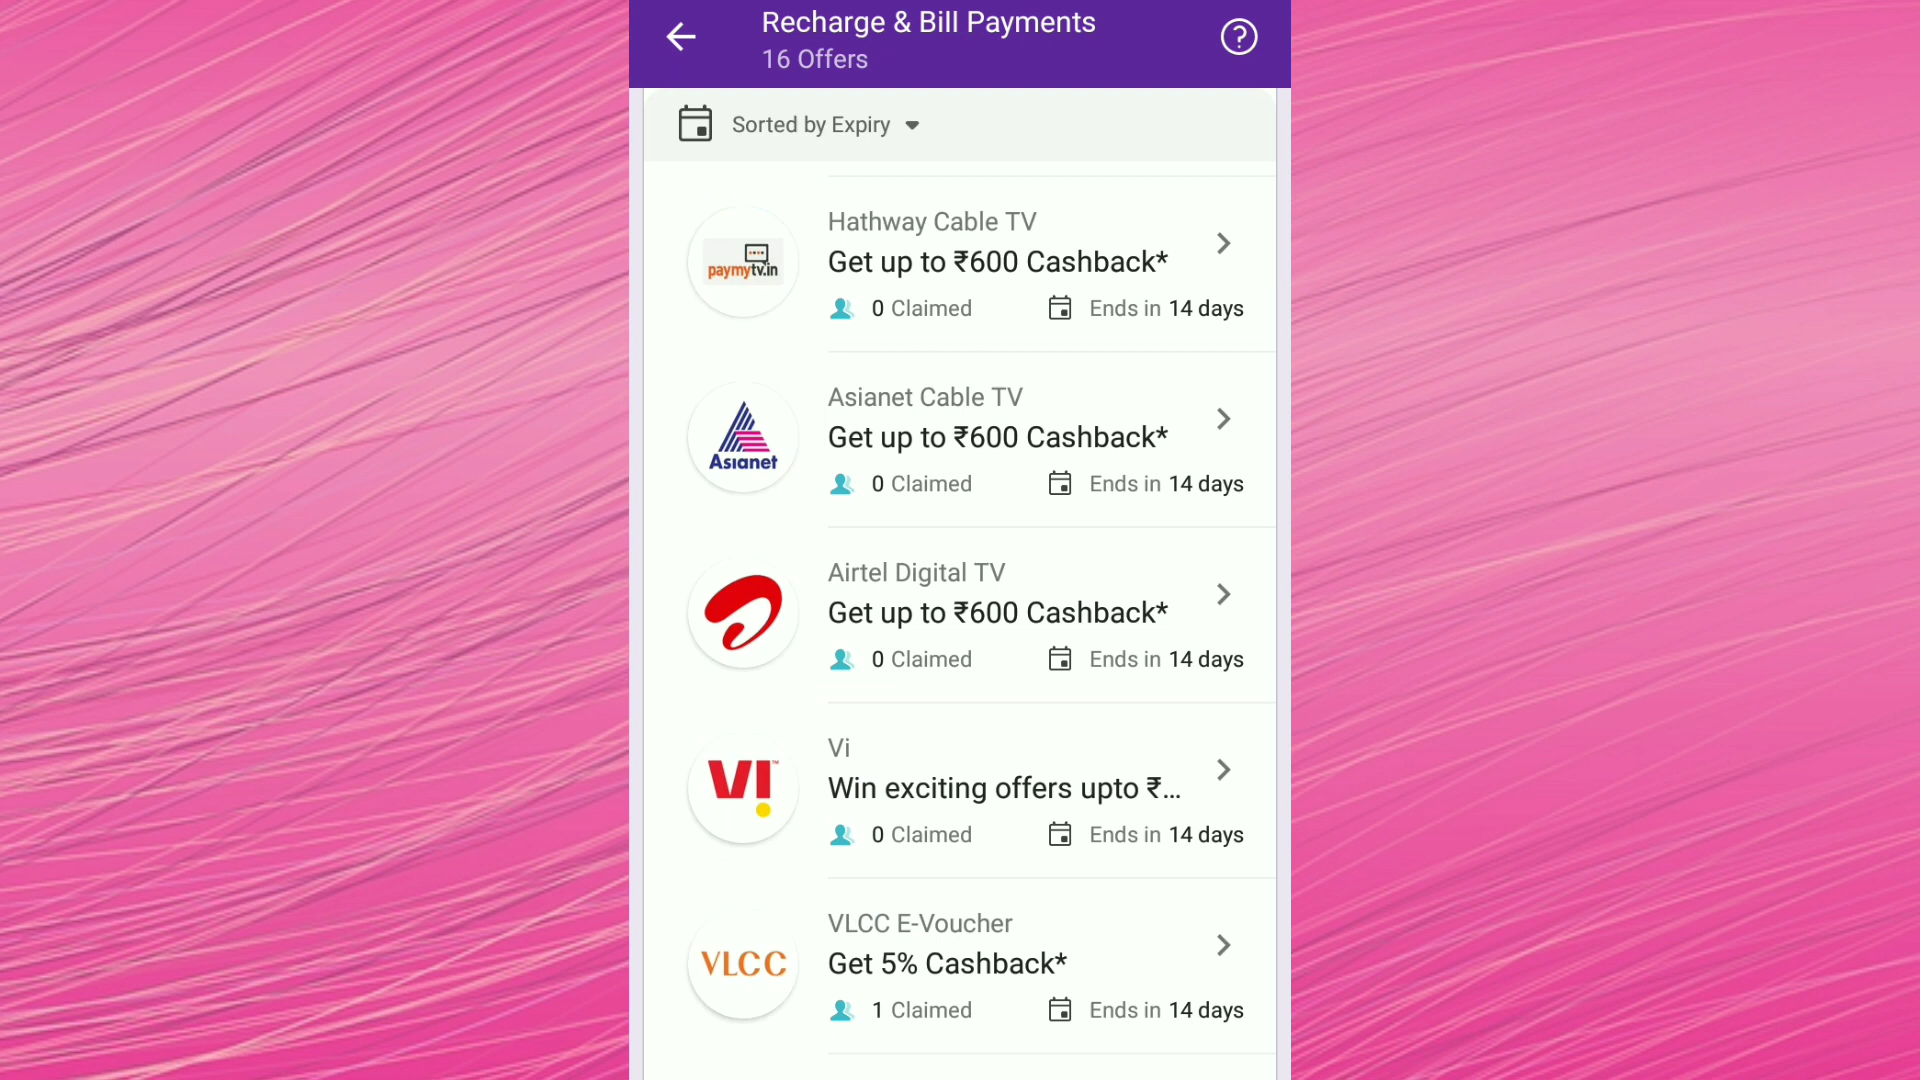 Recharge & Bill Payments
16 Offers
Sorted by Expiry
paymytv.in
Hathway Cable TV
Get up to ₹600 Cashback*
0 Claimed
Ends in 14 days
Asianet
Asianet Cable TV
Get up to ₹600 Cashback*
0 Claimed
Ends in 14 days
Airtel Digital TV
Get up to ₹600 Cashback*
0 Claimed
Ends in 14 days
VI™
Vi
Win exciting offers upto ₹...
0 Claimed
Ends in 14 days
VLCC
VLCC E-Voucher
Get 5% Cashback*
1 Claimed
Ends in 14 days